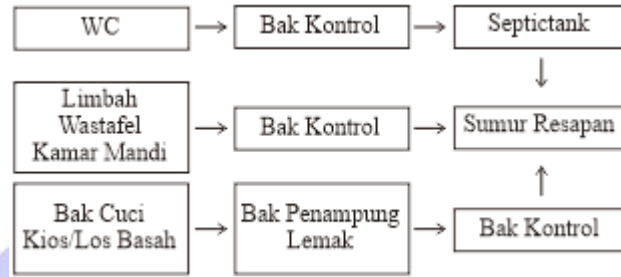 WC
Bak Kontrol
Septictank
Limbah
Wastafel
Kamar Mandi
Bak Kontrol
Sumur Resapan
Bak Cuci
Kios/Los Basah
Bak Penampung
Lemak
Bak Kontrol